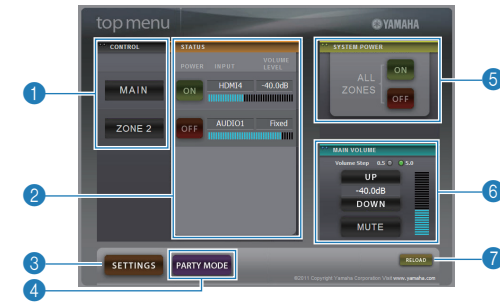 top menu
YAMAHA
CONTROL
STATUS
SYSTEM POWER
POWER INPUT VOLUME LEVEL
MAIN
ON HDMI4 -40.0dB
ALL ZONES ON OFF
ZONE 2
OFF AUDIO1 Fixed
MAIN VOLUME
Volume Step 0.5 5.0
UP
-40.0dB
DOWN
MUTE
SETTINGS
PARTY MODE
RELOAD
©2011 Copyright Yamaha Corporation Visit www.yamaha.com
1
2
3
4
5
6
7